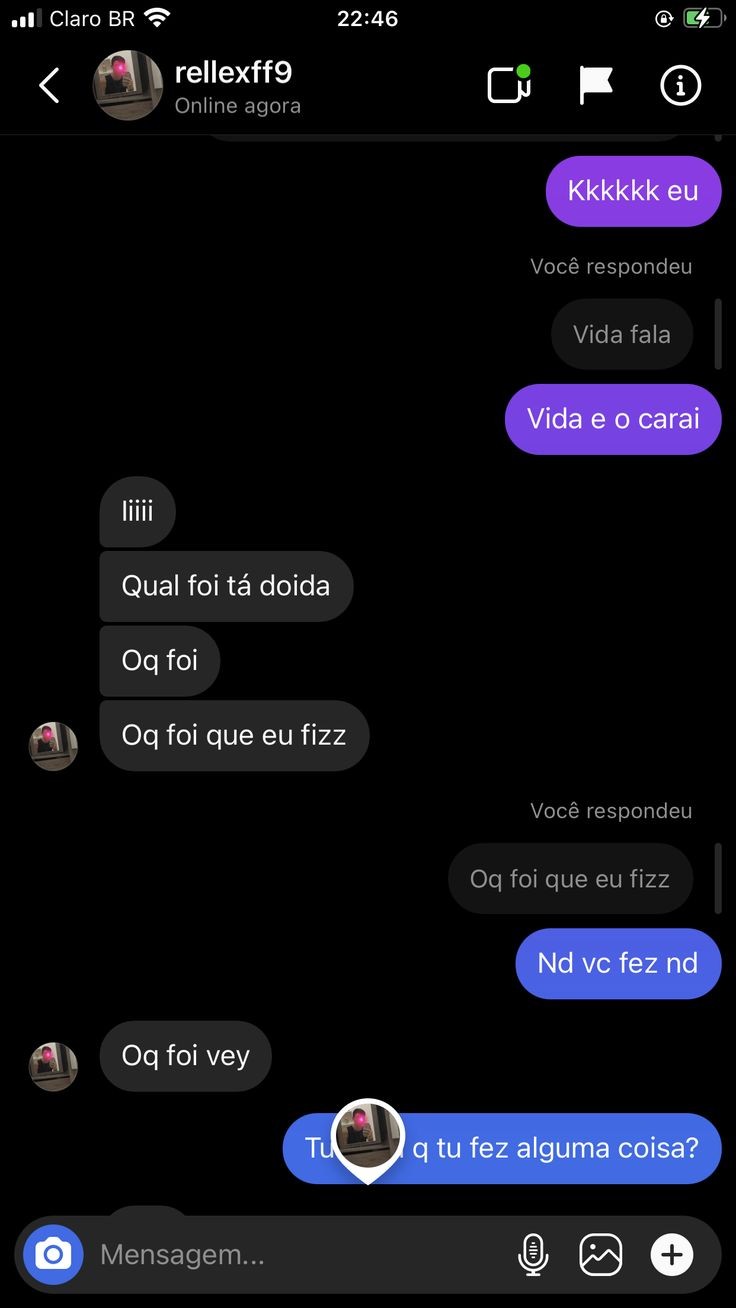 Claro BR
22:46
rellexff9
Online agora
Kkkkkk eu
Você respondeu
Vida fala
Vida e o carai
Iiiii
Qual foi tá doida
Oq foi
Oq foi que eu fizz
Você respondeu
Oq foi que eu fizz
Nd vc fez nd
Oq foi vey
Tu q tu fez alguma coisa?
Mensagem...